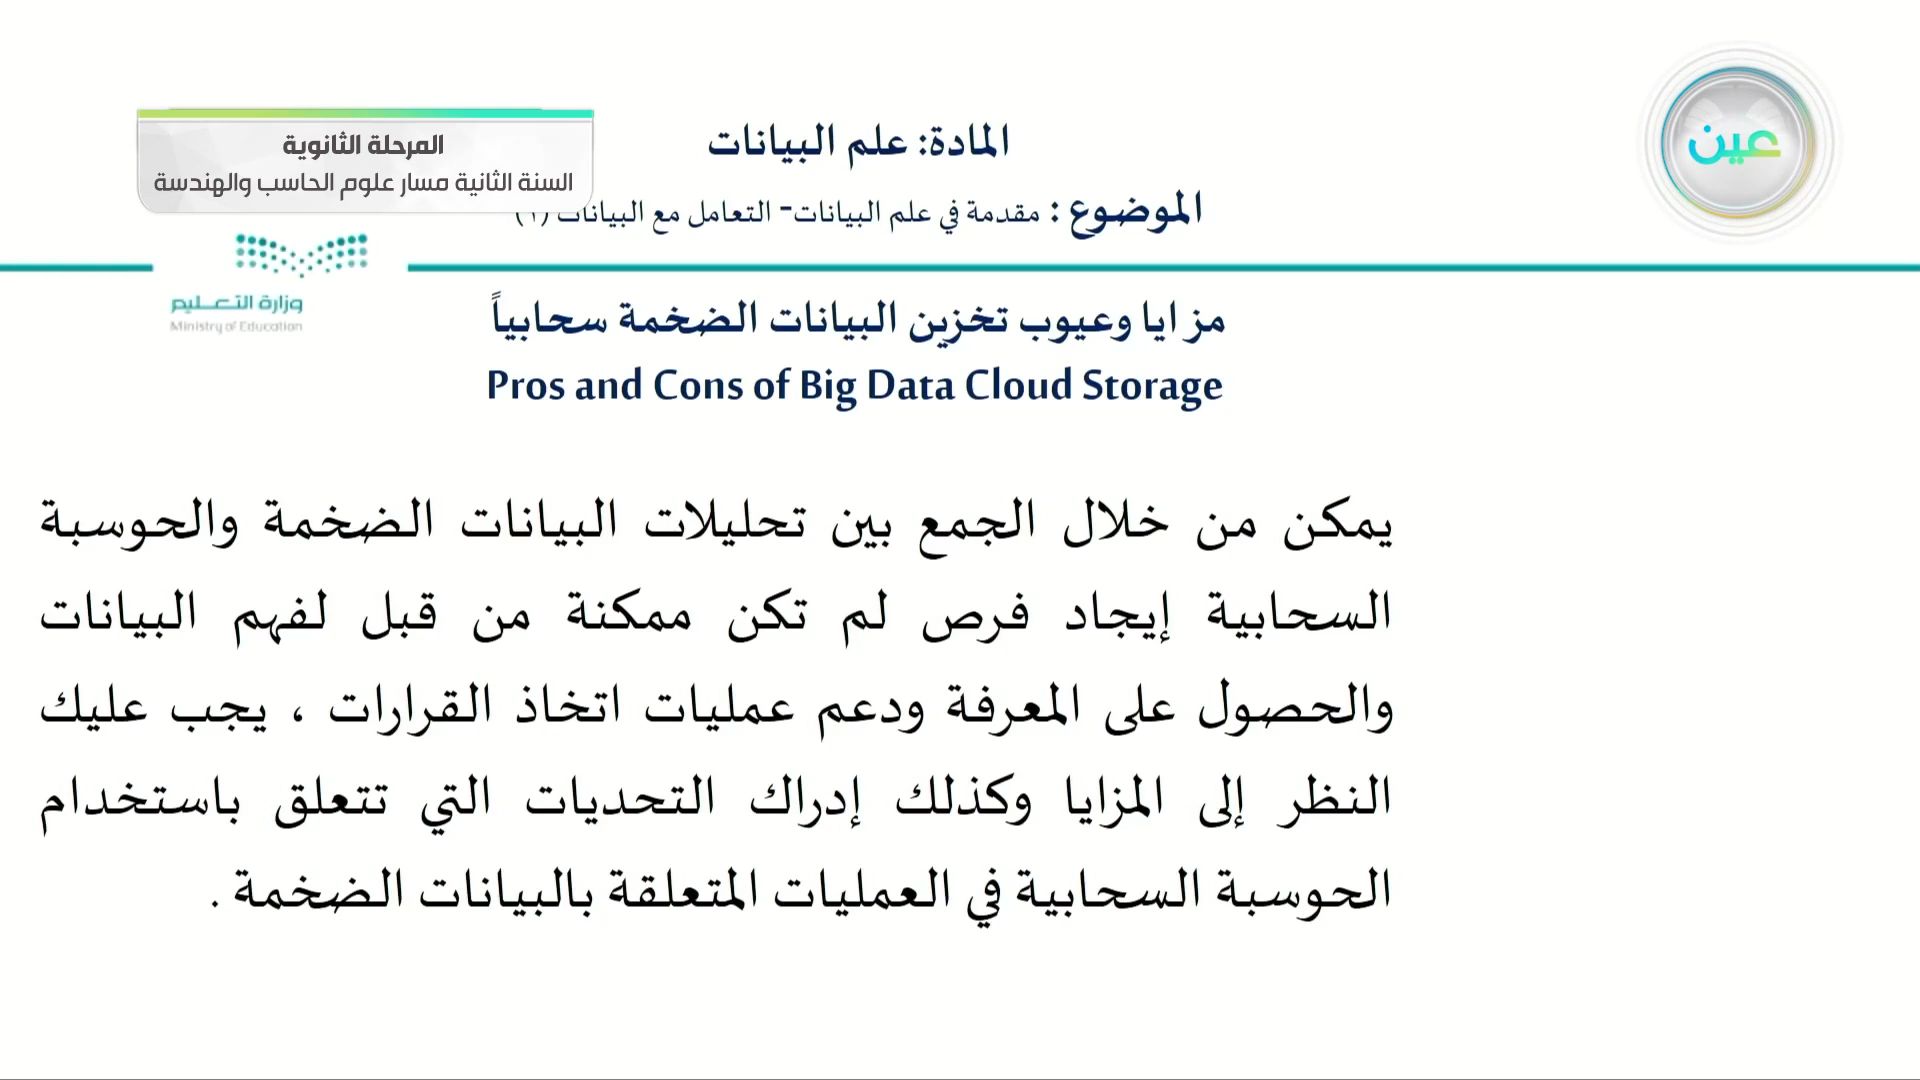 المادة: علم البيانات
عين
المرحلة الثانوية
السنة الثانية مسار علوم الحاسب والهندسة
الموضوع : مقدمة في علم البيانات- التعامل مع البيانات
وزارة التعليم
Ministry of Education
مزايا وعيوب تخزين البيانات الضخمة سحابياً
Pros and Cons of Big Data Cloud Storage
يمكن من خلال الجمع بين تحليلات البيانات الضخمة والحوسبة
السحابية إيجاد فرص لم تكن ممكنة من قبل لفهم البيانات
والحصول على المعرفة ودعم عمليات اتخاذ القرارات ، يجب عليك
النظر إلى المزايا وكذلك إدراك التحديات التي تتعلق باستخدام
الحوسبة السحابية في العمليات المتعلقة بالبيانات الضخمة .